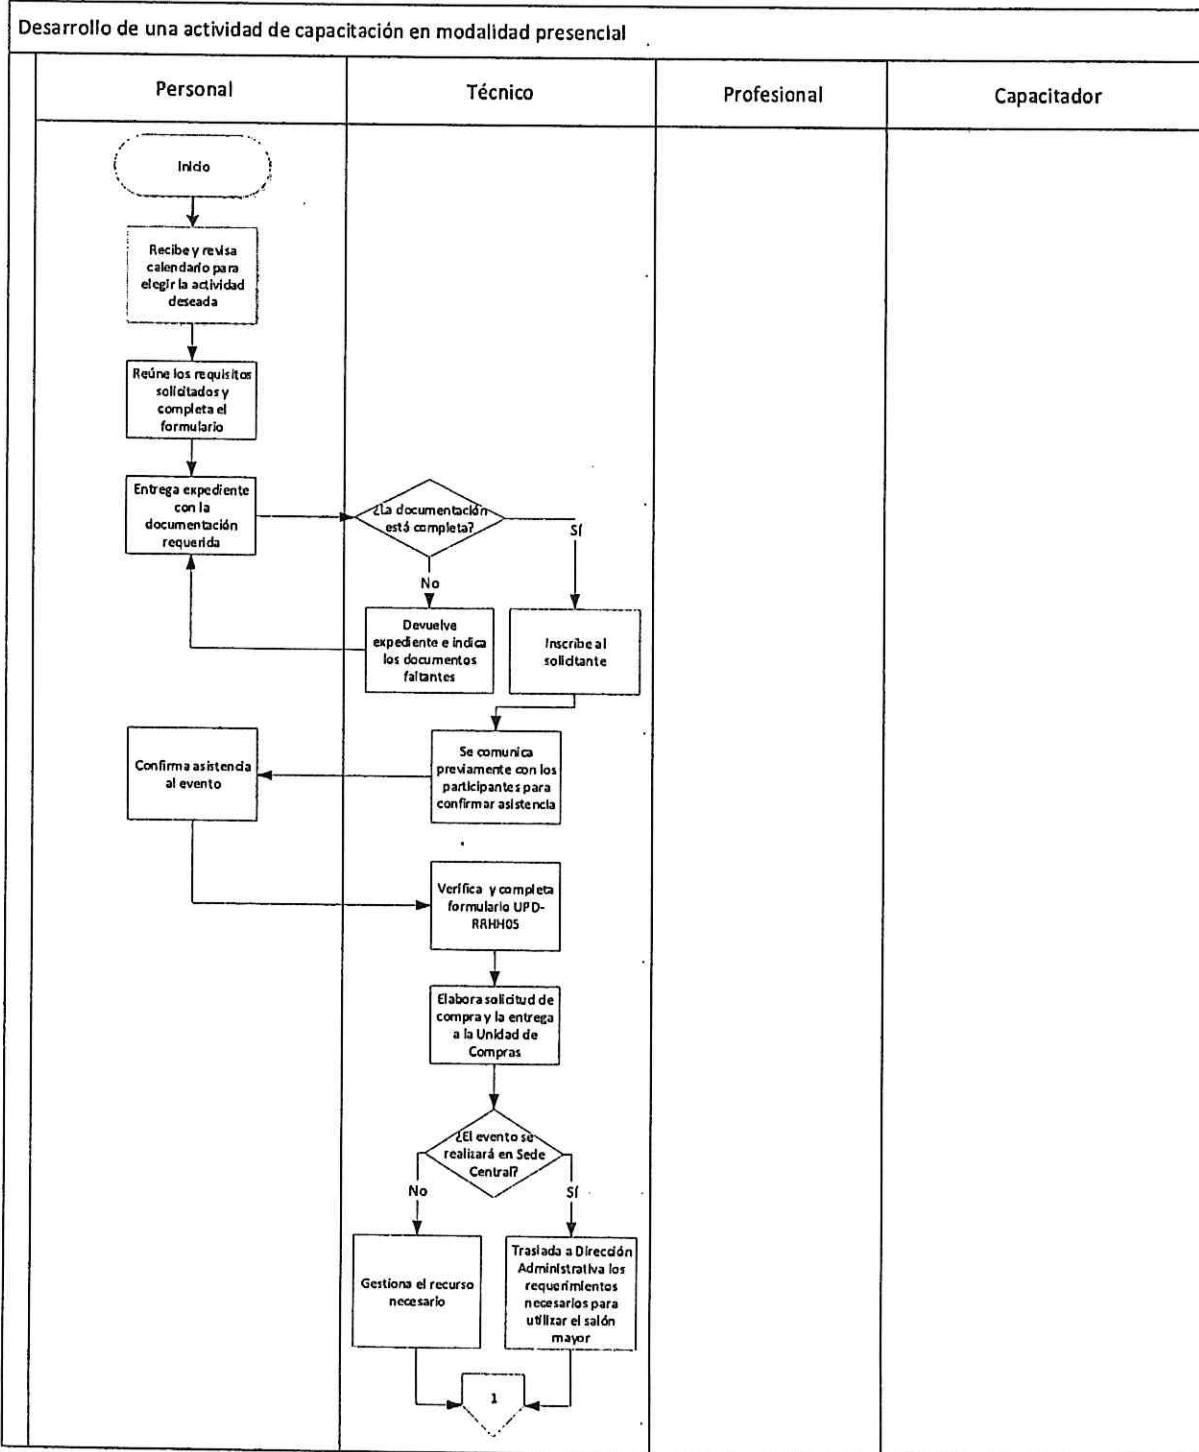 Desarrollo de una actividad de capacitación en modalidad presencial
Personal
Técnico
Profesional
Capacitador
Inicio
Recibe y revisa
calendario para
elegir la actividad
deseada
Reúne los requisitos
solicitados y
completa el
formulario
Entrega expediente
con la
documentación
requerida
¿La documentación
está completa?
Sí
No
Devuelve
expediente e indica
los documentos
faltantes
Inscribe al
solicitante
Se comunica
previamente con los
participantes para
confirmar asistencia
Confirma asistencia
al evento
Verifica y completa
formulario UPD-
RRHH05
Elabora solicitud de
compra y la entrega
a la Unidad de
Compras
¿El evento se
realizará en Sede
Central?
No
Sí
Gestiona el recurso
necesario
Traslada a Dirección
Administrativa los
requerimientos
necesarios para
utilizar el salón
mayor
1